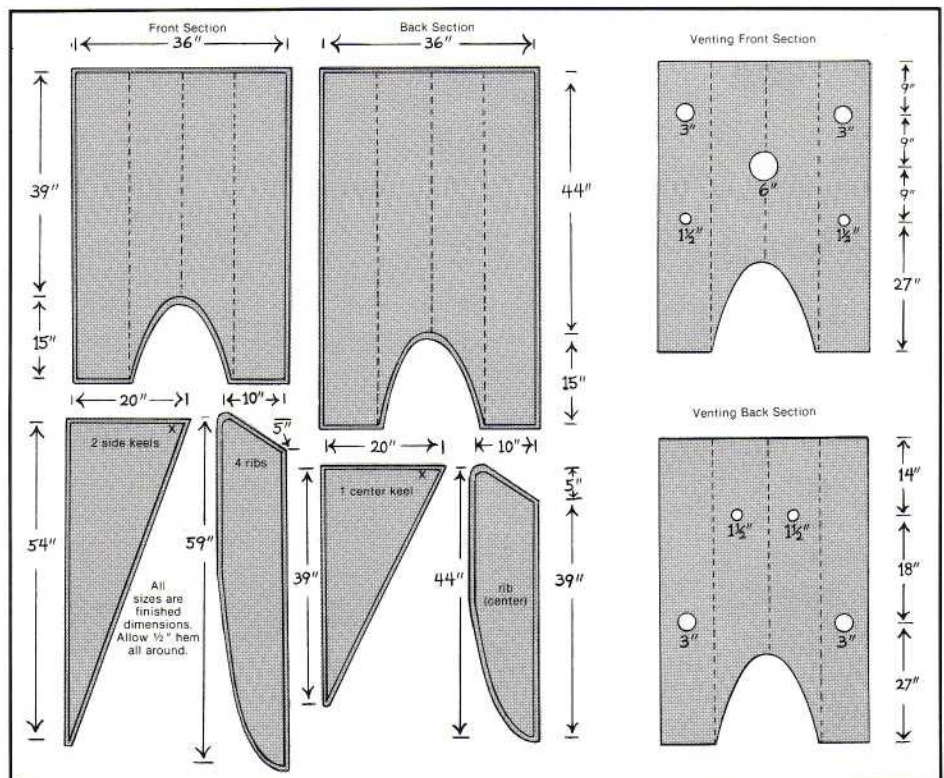 Front Section
36"
Back Section
36"
Venting Front Section
39"
15"
44"
15"
3"
3"
6"
1½"
1½"
9"
9"
9"
27"
20"
10"
20"
10"
2 side keels
x
54"
All
sizes are
finished
dimensions.
Allow ½" hem
all around.
4 ribs
5"
59"
1 center keel
x
39"
44"
rib
(center)
5"
39"
Venting Back Section
1½"
1½"
3"
3"
14"
18"
27"